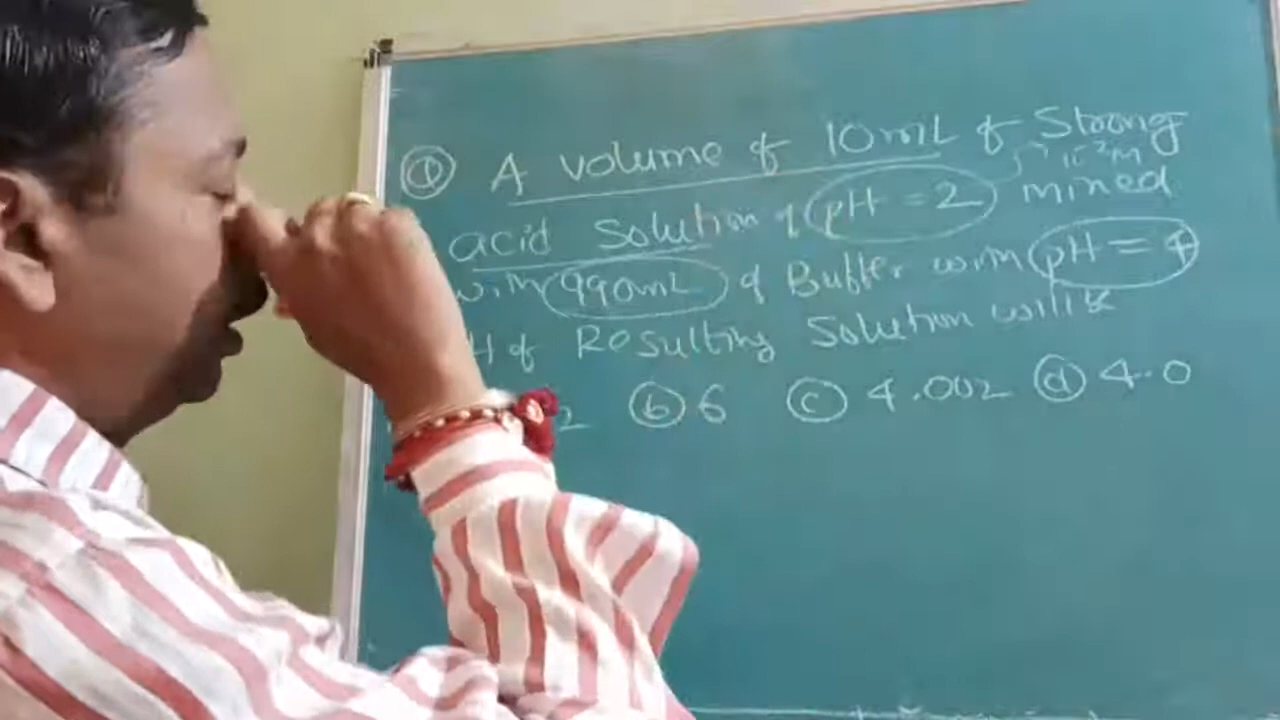 Q A volume of 10mL of Strong
10⁻²M
acid Solution of pH = 2 mixed
with 990mL of Buffer with pH = 4
H of Resulting Solution will be
2 (b) 6 (c) 4.002 (d) 4.0